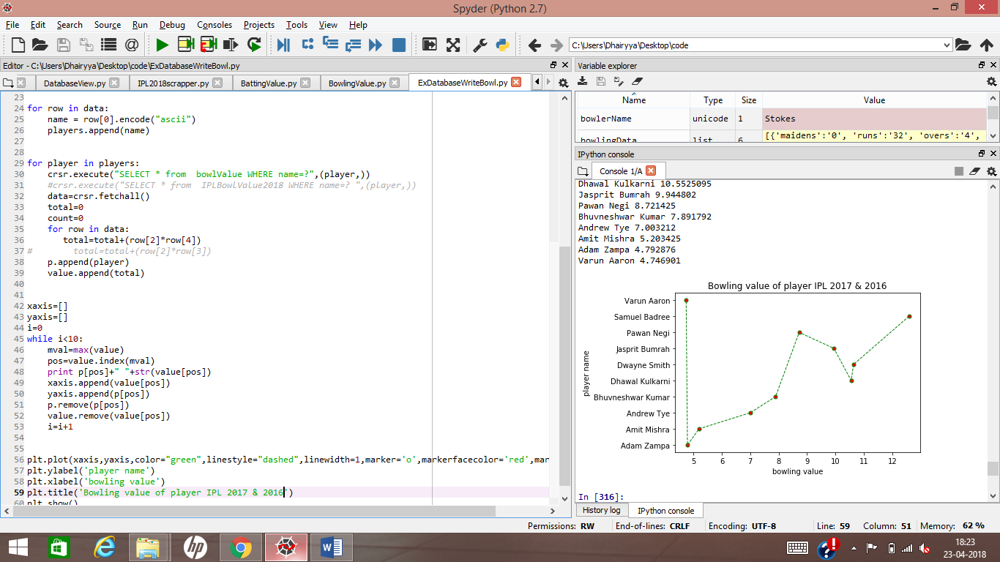 Spyder (Python 2.7)
File Edit Search Source Run Debug Consoles Projects Tools View Help
C:\Users\Dhairyya\Desktop\code
Editor - C:\Users\Dhairyya\Desktop\code\ExDatabaseWriteBowl.py
DatabaseView.py IPL2018scrapper.py BattingValue.py BowlingValue.py ExDatabaseWriteBowl.py
23
24 for row in data:
25 name = row[0].encode("ascii")
26 players.append(name)
27
28
29 for player in players:
30 crsr.execute("SELECT * from  bowlValue WHERE name=?",(player,))
31 #crsr.execute("SELECT * from  IPLBowlValue2018 WHERE name=? ",(player,))
32 data=crsr.fetchall()
33 total=0
34 count=0
35 for row in data:
36 total=total+(row[2]*row[4])
37 # total=total+(row[2]*row[3])
38 p.append(player)
39 value.append(total)
40
41
42 xaxis=[]
43 yaxis=[]
44 i=0
45 while i<10:
46 mval=max(value)
47 pos=value.index(mval)
48 print p[pos]+" "+str(value[pos])
49 xaxis.append(value[pos])
50 yaxis.append(p[pos])
51 p.remove(p[pos])
52 value.remove(value[pos])
53 i=i+1
54
55
56 plt.plot(xaxis,yaxis,color="green",linestyle="dashed",linewidth=1,marker='o',markerfacecolor='red',mar
57 plt.ylabel('player name')
58 plt.xlabel('bowling value')
59 plt.title('Bowling value of player IPL 2017 & 2016')
60 plt.show()
Variable explorer
Name Type Size Value
bowlerName unicode 1 Stokes
bowlingData list 6 [{'maidens':'0', 'runs':'32', 'overs':'4',
IPython console
Console 1/A
Dhawal Kulkarni 10.5525095
Jasprit Bumrah 9.944802
Pawan Negi 8.721425
Bhuvneshwar Kumar 7.891792
Andrew Tye 7.003212
Amit Mishra 5.203425
Adam Zampa 4.792876
Varun Aaron 4.746901
Bowling value of player IPL 2017 & 2016
Varun Aaron
Samuel Badree
Pawan Negi
Jasprit Bumrah
Dwayne Smith
Dhawal Kulkarni
Bhuvneshwar Kumar
Andrew Tye
Amit Mishra
Adam Zampa
player name
5 6 7 8 9 10 11 12
bowling value
In [316]:
History log IPython console
Permissions: RW End-of-lines: CRLF Encoding: UTF-8 Line: 59 Column: 51 Memory: 62 %
hp
18:23
23-04-2018